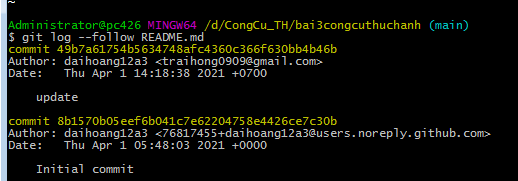 ~
Administrator@pc426 MINGW64 /d/CongCu_TH/bai3congcuthuchanh (main)
$ git log --follow README.md
commit 49b7a61754b5634748afc4360c366f630bb4b46b
Author: daihoang12a3 <traihong0909@gmail.com>
Date:   Thu Apr 1 14:18:38 2021 +0700
    update
commit 8b1570b05eef6b041c7e62204758e4426ce7c30b
Author: daihoang12a3 <76817455+daihoang12a3@users.noreply.github.com>
Date:   Thu Apr 1 05:48:03 2021 +0000
    Initial commit